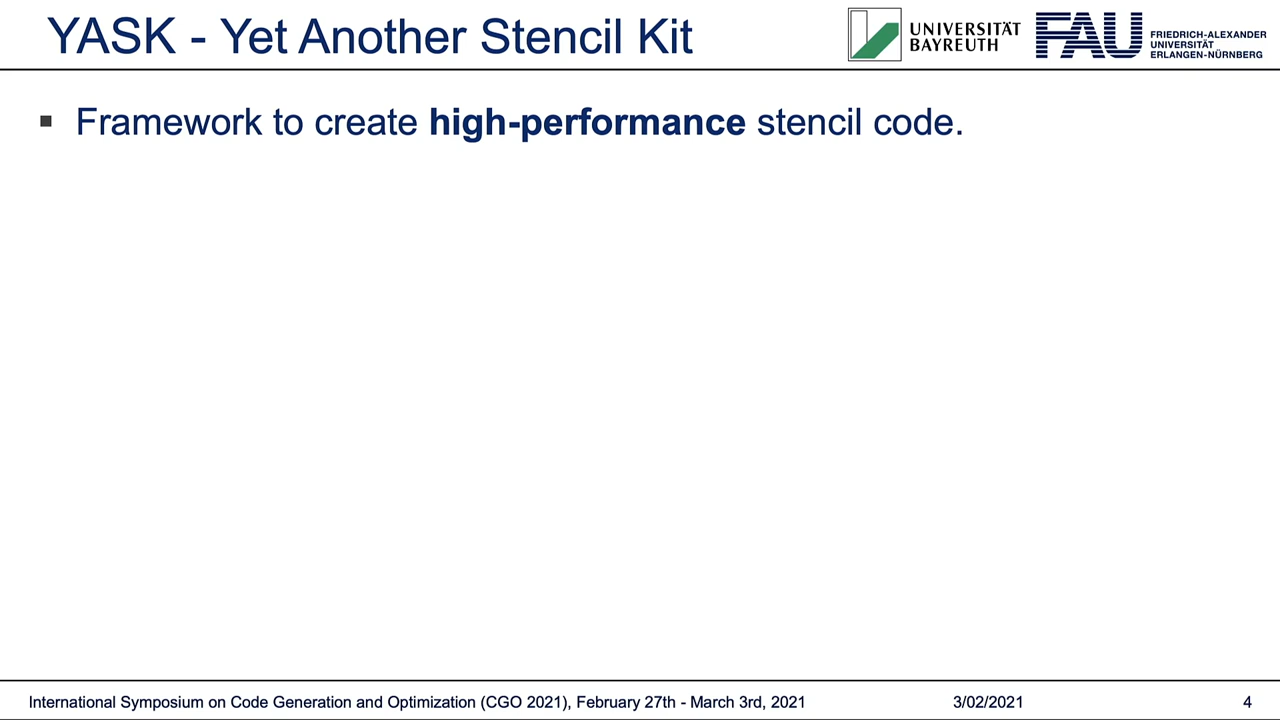 YASK - Yet Another Stencil Kit
UNIVERSITÄT
BAYREUTH
FAU
FRIEDRICH-ALEXANDER
UNIVERSITÄT
ERLANGEN-NÜRNBERG
▪ Framework to create high-performance stencil code.
International Symposium on Code Generation and Optimization (CGO 2021), February 27th - March 3rd, 2021 3/02/2021 4